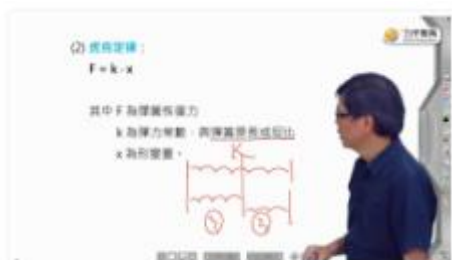 (2) 虎克定律：
F = k · x
其中 F 為彈簧恢復力
k 為彈力常數，與彈簧原長成反比
x 為形變量。
K